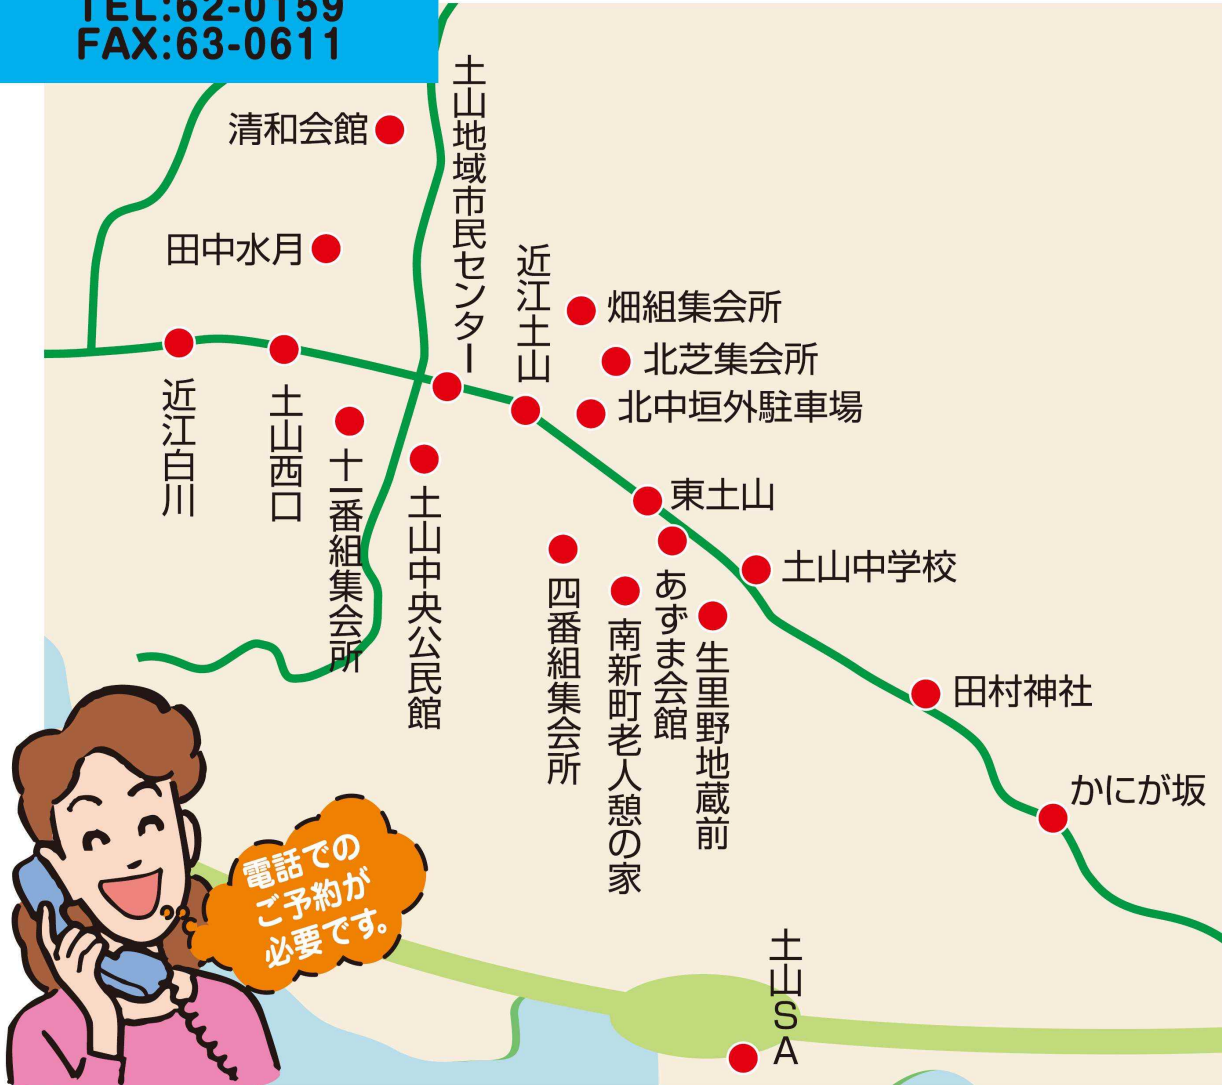 TEL:62-0159
FAX:63-0611
清和会館
土山地域市民センター
田中水月
近江土山
畑組集会所
北芝集会所
北中垣外駐車場
近江白川
土山西口
十一番組集会所
土山中央公民館
東土山
土山中学校
四番組集会所
南新町老人憩の家
あずま会館
生里野地蔵前
田村神社
かにが坂
電話での
ご予約が
必要です。
土山SA